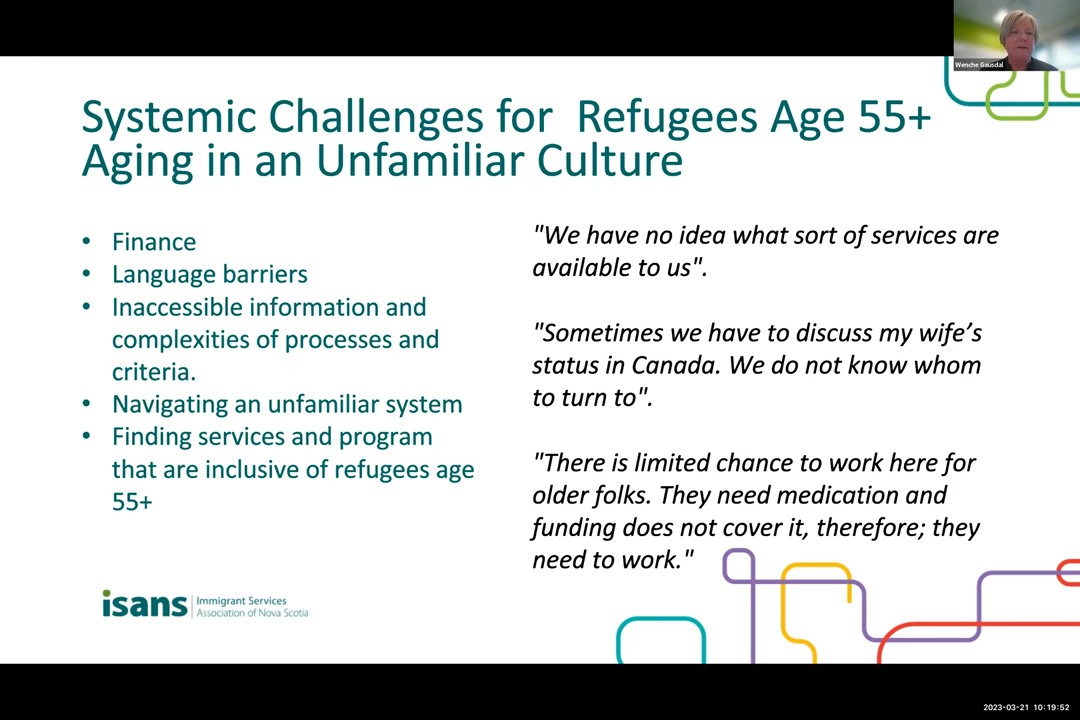 Wenche Gausdal
Systemic Challenges for Refugees Age 55+
Aging in an Unfamiliar Culture
• Finance
• Language barriers
• Inaccessible information and
complexities of processes and
criteria.
• Navigating an unfamiliar system
• Finding services and program
that are inclusive of refugees age
55+
"We have no idea what sort of services are
available to us".
"Sometimes we have to discuss my wife’s
status in Canada. We do not know whom
to turn to".
"There is limited chance to work here for
older folks. They need medication and
funding does not cover it, therefore; they
need to work."
isans
Immigrant Services
Association of Nova Scotia
2023-03-21 10:19:52